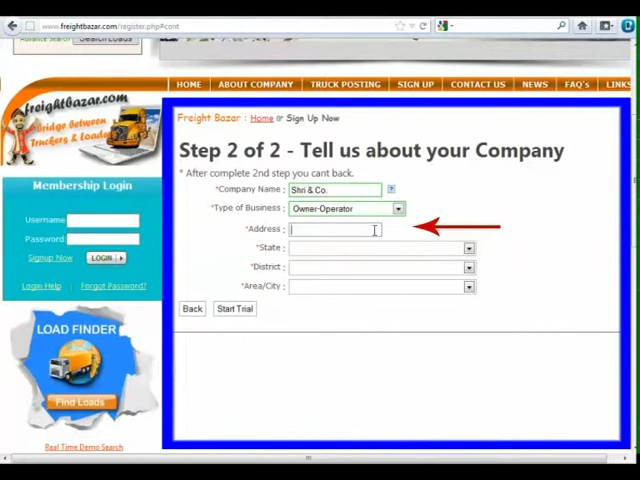 www.freightbazar.com/register.php#cont
Advance Search
Load Search
HOME
ABOUT COMPANY
TRUCK POSTING
SIGN UP
CONTACT US
NEWS
FAQ's
LINKS
freightbazar.com
Bridge between
Truckers & Loader
Freight Bazar : Home or Sign Up Now
Step 2 of 2 - Tell us about your Company
* After complete 2nd step you cant back.
*Company Name : Shri & Co. ?
*Type of Business : Owner-Operator
*Address :
*State :
*District :
*Area/City :
Back
Start Trial
Membership Login
Username :
Password:
Signup Now
LOGIN
Login Help
Forgot Password?
LOAD FINDER
Find Loads
Real Time Demo Search